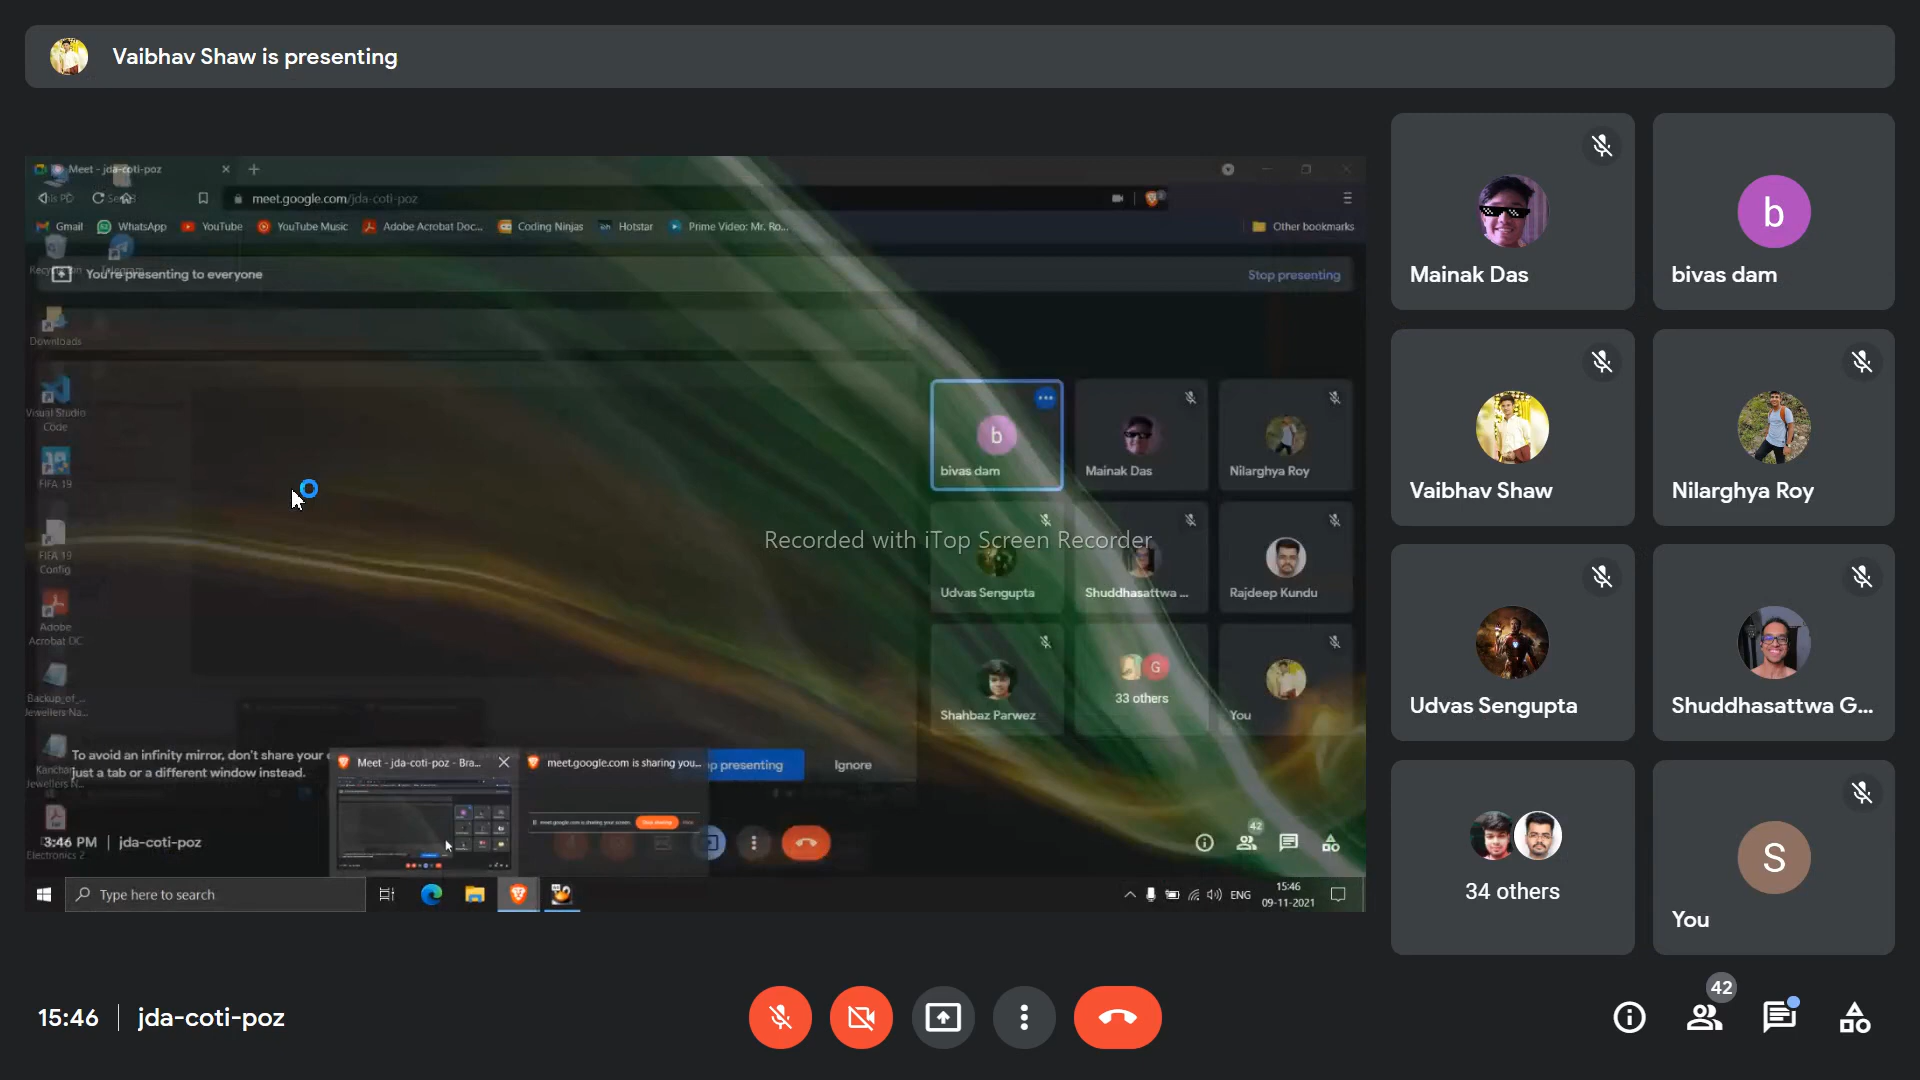 Vaibhav Shaw is presenting
Meet - jda-coti-poz
meet.google.com/jda-coti-poz
Gmail
WhatsApp
YouTube
YouTube Music
Adobe Acrobat Doc...
Coding Ninjas
Hotstar
Prime Video: Mr. Ro...
Other bookmarks
You're presenting to everyone
Stop presenting
Downloads
Visual Studio
Code
FIFA 19
FIFA 19
Config
Adobe
Acrobat DC
Backup_of_...
Jewellers Na...
Jewellers N...
Electronics 2
bivas dam
Mainak Das
Nilarghya Roy
Udvas Sengupta
Shuddhasattwa ...
Rajdeep Kundu
Shahbaz Parwez
G
33 others
You
b
Recorded with iTop Screen Recorder
To avoid an infinity mirror, don't share your
just a tab or a different window instead.
presenting
Ignore
Meet - jda-coti-poz - Bra...
meet.google.com is sharing you...
3:46 PM | jda-coti-poz
42
Type here to search
ENG
15:46
09-11-2021
Mainak Das
b
bivas dam
Vaibhav Shaw
Nilarghya Roy
Udvas Sengupta
Shuddhasattwa G...
34 others
S
You
15:46 | jda-coti-poz
42